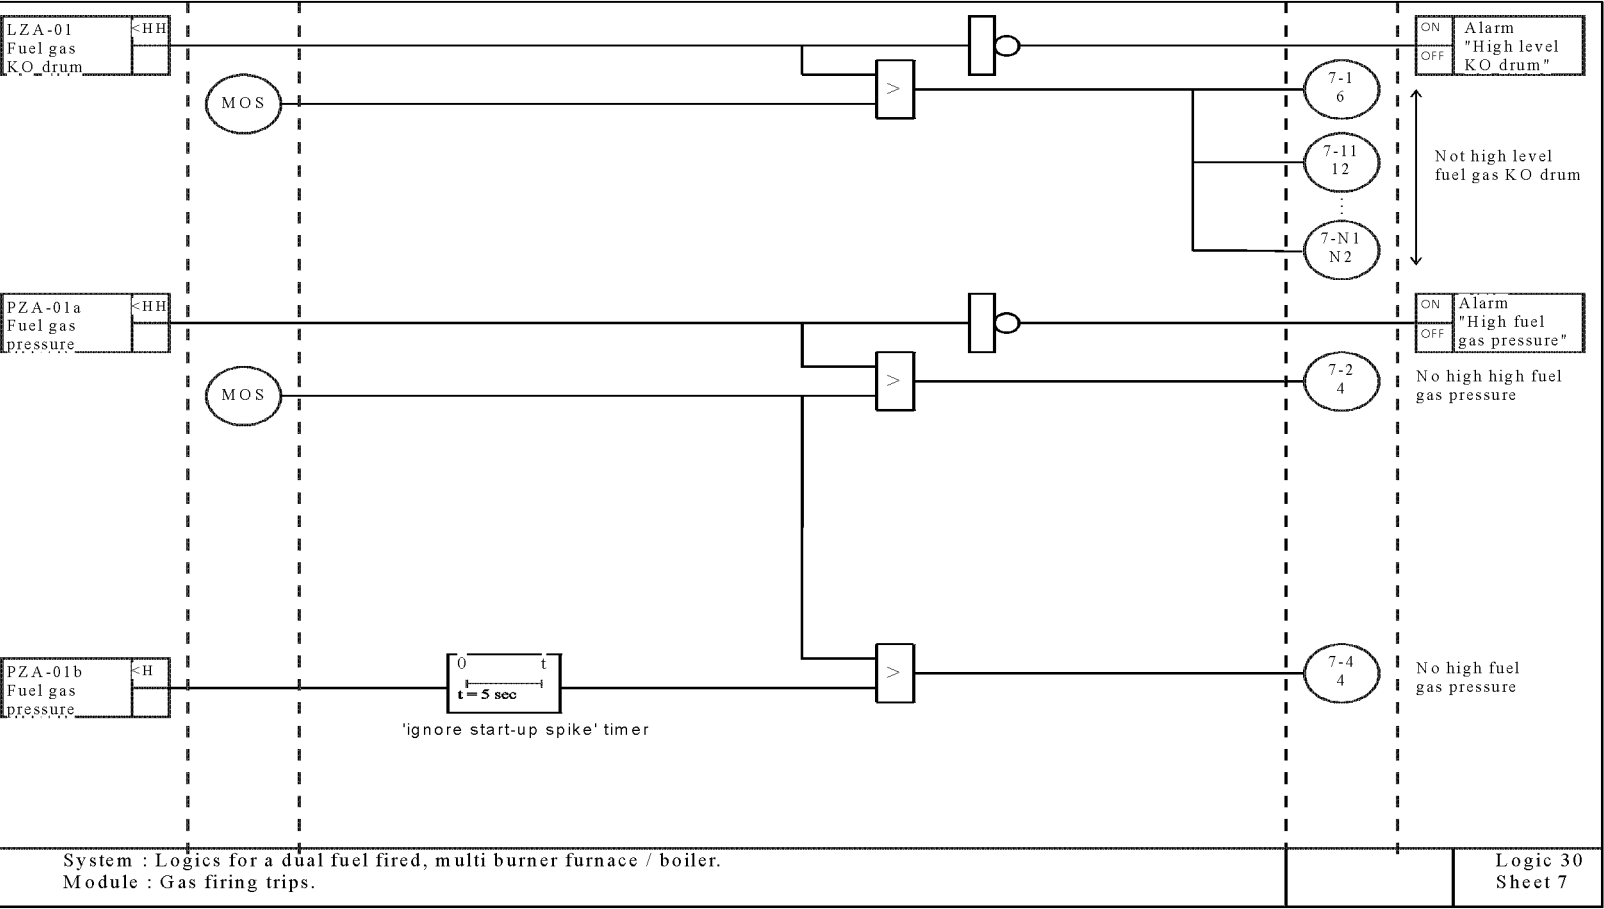 LZA-01
Fuel gas
KO drum
<HH
MOS
>
ON
OFF
Alarm
"High level
KO drum"
7-1
6
7-11
12
7-N1
N2
Not high level
fuel gas KO drum
PZA-01a
Fuel gas
pressure
<HH
MOS
>
ON
OFF
Alarm
"High fuel
gas pressure"
7-2
4
No high high fuel
gas pressure
PZA-01b
Fuel gas
pressure
<H
0 t
t = 5 sec
'ignore start-up spike' timer
>
7-4
4
No high fuel
gas pressure
System : Logics for a dual fuel fired, multi burner furnace / boiler.
Module : Gas firing trips.
Logic 30
Sheet 7